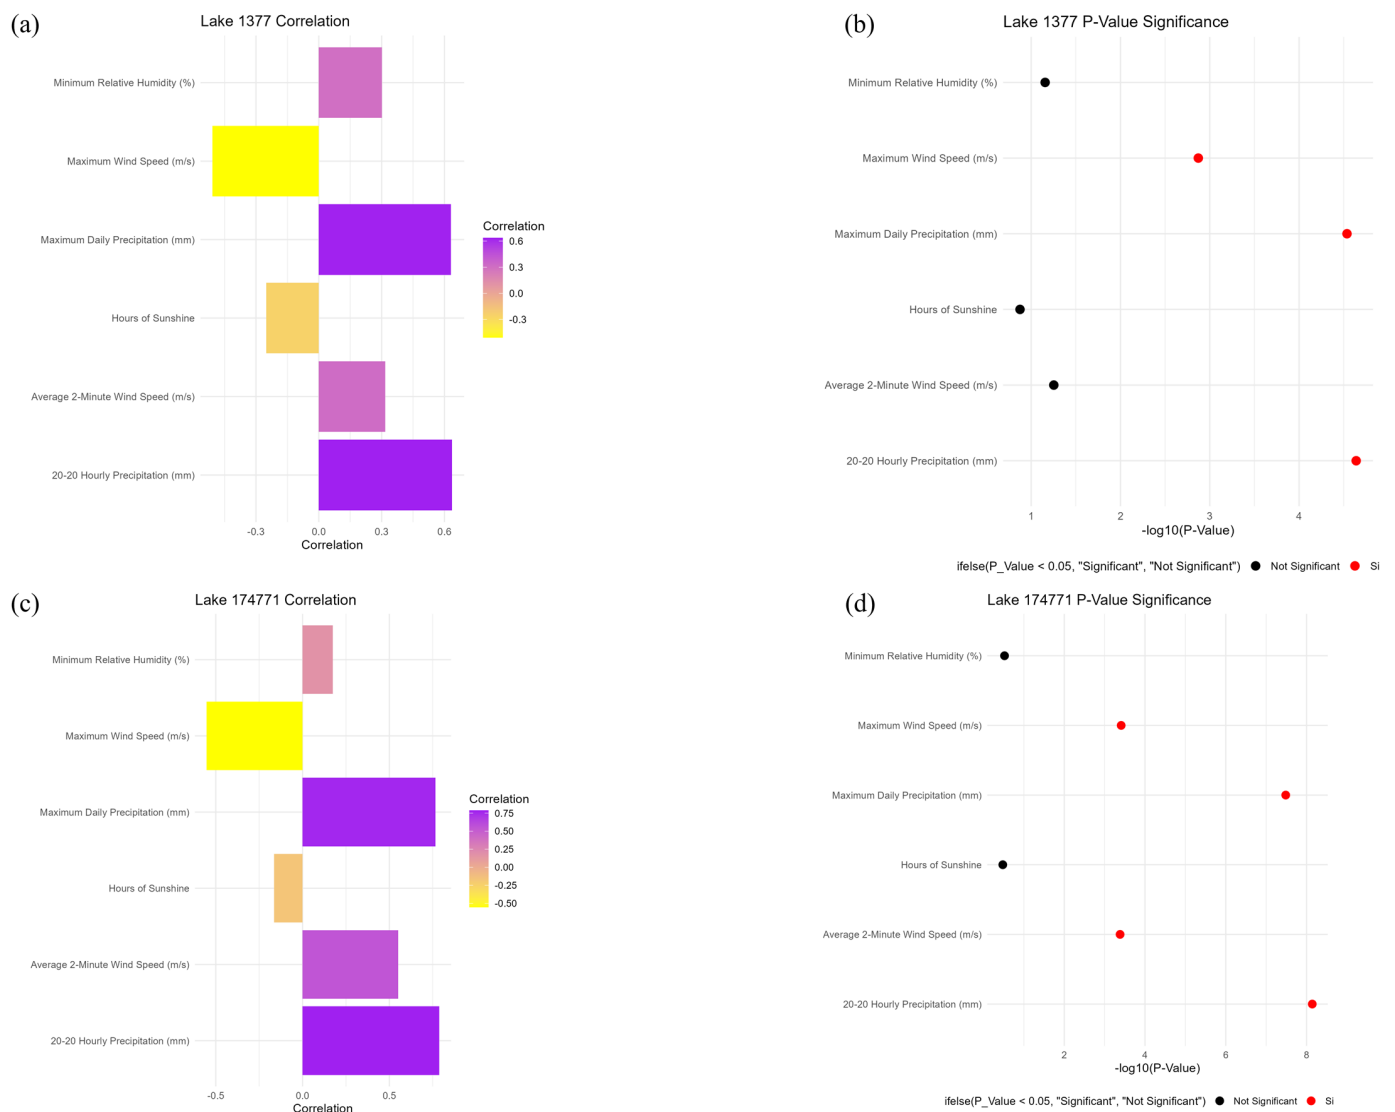 (a)
Lake 1377 Correlation
Minimum Relative Humidity (%)
Maximum Wind Speed (m/s)
Maximum Daily Precipitation (mm)
Hours of Sunshine
Average 2-Minute Wind Speed (m/s)
20-20 Hourly Precipitation (mm)
-0.3 0.0 0.3 0.6
Correlation
Correlation
0.6
0.3
0.0
-0.3
(b)
Lake 1377 P-Value Significance
Minimum Relative Humidity (%)
Maximum Wind Speed (m/s)
Maximum Daily Precipitation (mm)
Hours of Sunshine
Average 2-Minute Wind Speed (m/s)
20-20 Hourly Precipitation (mm)
1 2 3 4
-log10(P-Value)
ifelse(P_Value < 0.05, "Significant", "Not Significant") Not Significant Si
(c)
Lake 174771 Correlation
Minimum Relative Humidity (%)
Maximum Wind Speed (m/s)
Maximum Daily Precipitation (mm)
Hours of Sunshine
Average 2-Minute Wind Speed (m/s)
20-20 Hourly Precipitation (mm)
-0.5 0.0 0.5
Correlation
Correlation
0.75
0.50
0.25
0.00
-0.25
-0.50
(d)
Lake 174771 P-Value Significance
Minimum Relative Humidity (%)
Maximum Wind Speed (m/s)
Maximum Daily Precipitation (mm)
Hours of Sunshine
Average 2-Minute Wind Speed (m/s)
20-20 Hourly Precipitation (mm)
2 4 6 8
-log10(P-Value)
ifelse(P_Value < 0.05, "Significant", "Not Significant") Not Significant Si